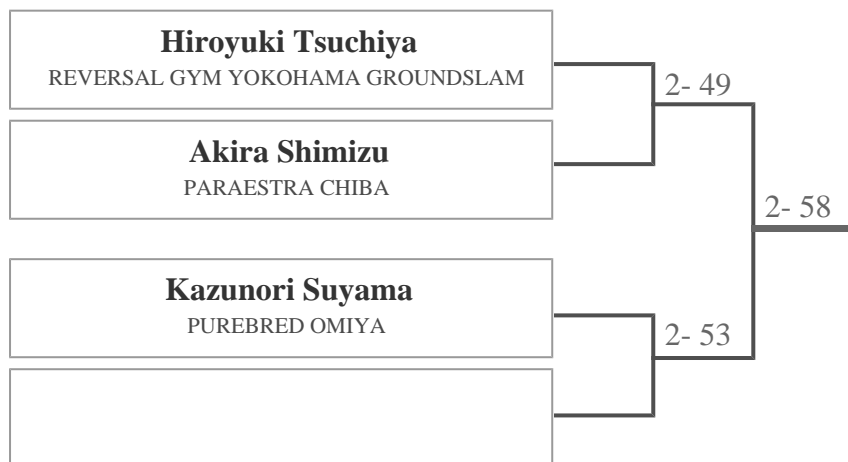 Hiroyuki Tsuchiya
REVERSAL GYM YOKOHAMA GROUNDSLAM
2- 49
Akira Shimizu
PARAESTRA CHIBA
2- 58
Kazunori Suyama
PUREBRED OMIYA
2- 53